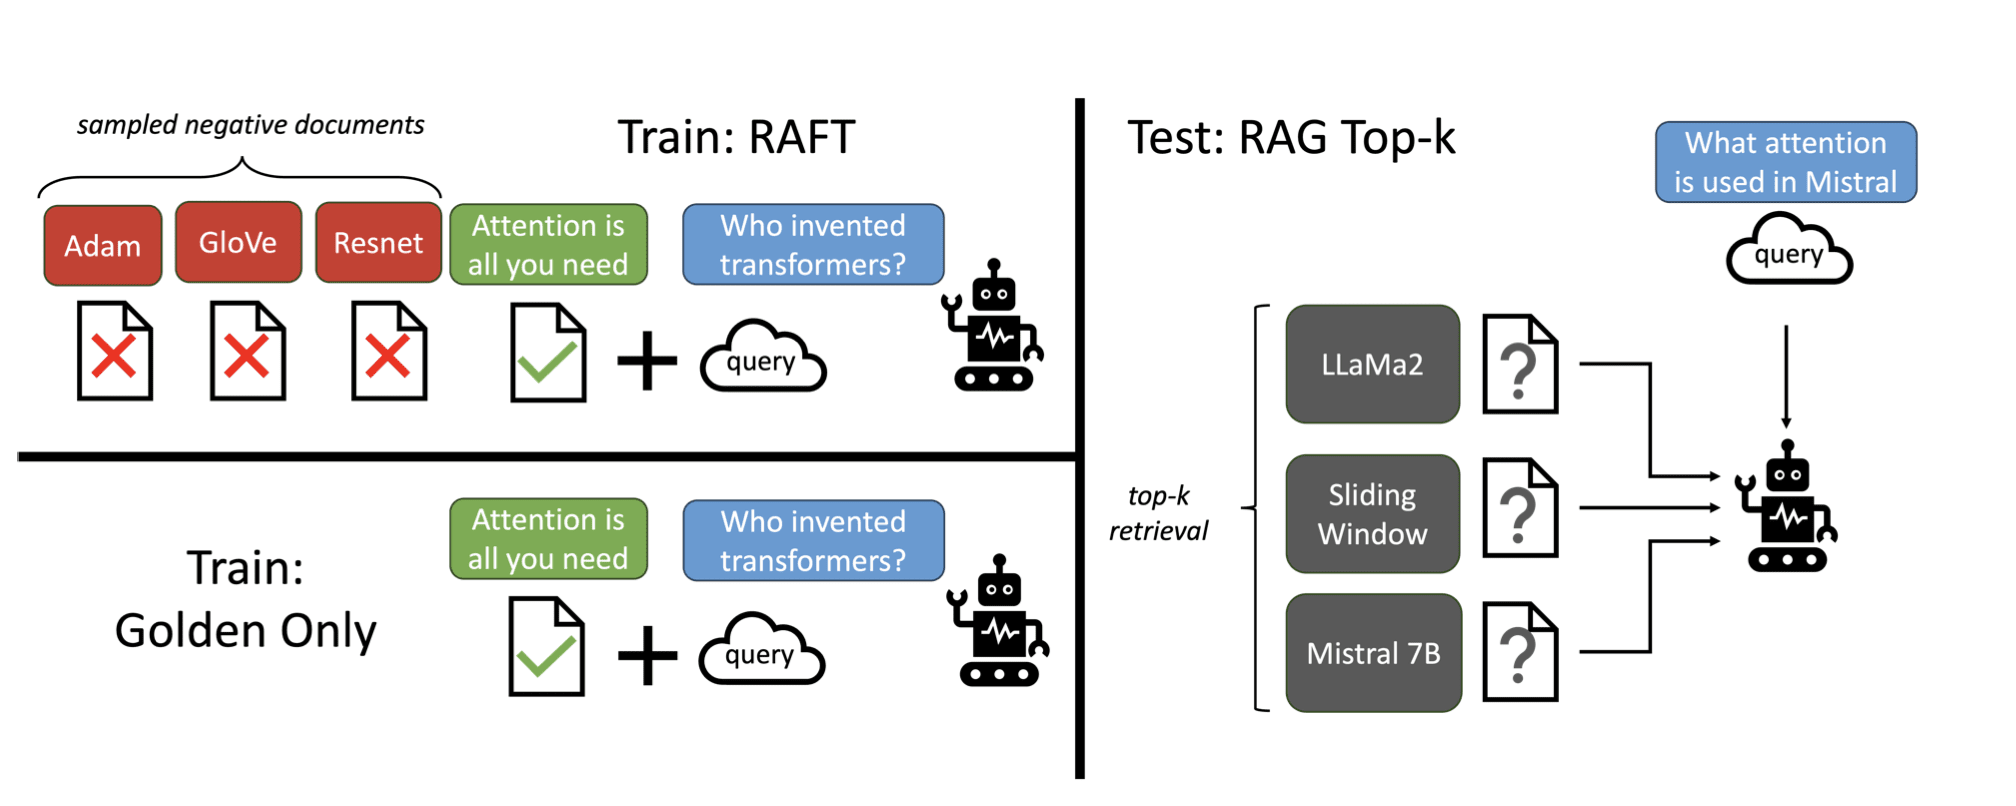 sampled negative documents
Train: RAFT
Adam
GloVe
Resnet
Attention is
all you need
Who invented
transformers?
query
Train:
Golden Only
Attention is
all you need
Who invented
transformers?
query
Test: RAG Top-k
What attention
is used in Mistral
query
top-k
retrieval
LLaMa2
?
Sliding
Window
?
Mistral 7B
?